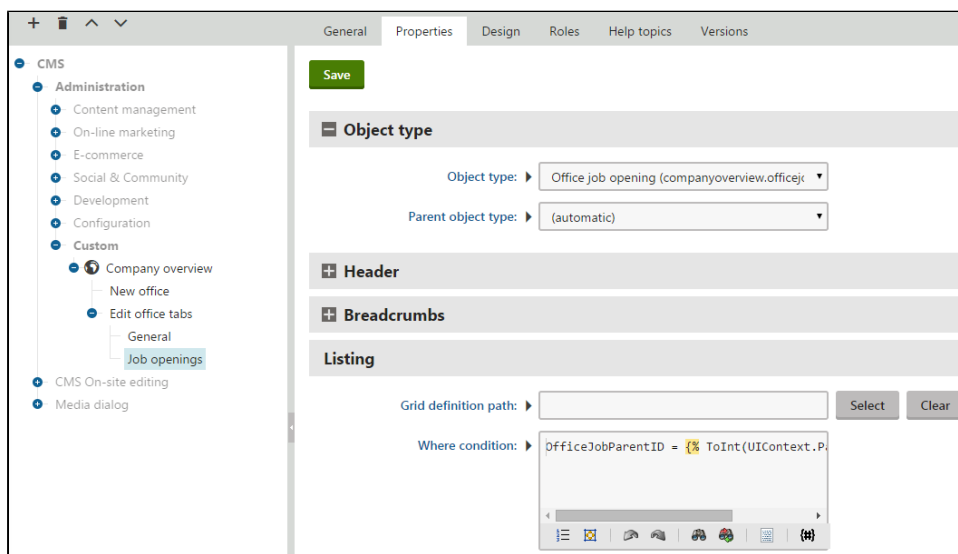 General Properties Design Roles Help topics Versions
CMS
Administration
Content management
On-line marketing
E-commerce
Social & Community
Development
Configuration
Custom
Company overview
New office
Edit office tabs
General
Job openings
CMS On-site editing
Media dialog
Save
Object type
Object type: Office job opening (companyoverview.officejo
Parent object type: (automatic)
Header
Breadcrumbs
Listing
Grid definition path: Select Clear
Where condition: OfficeJobParentID = {% ToInt(UIContext.Pa
{#}